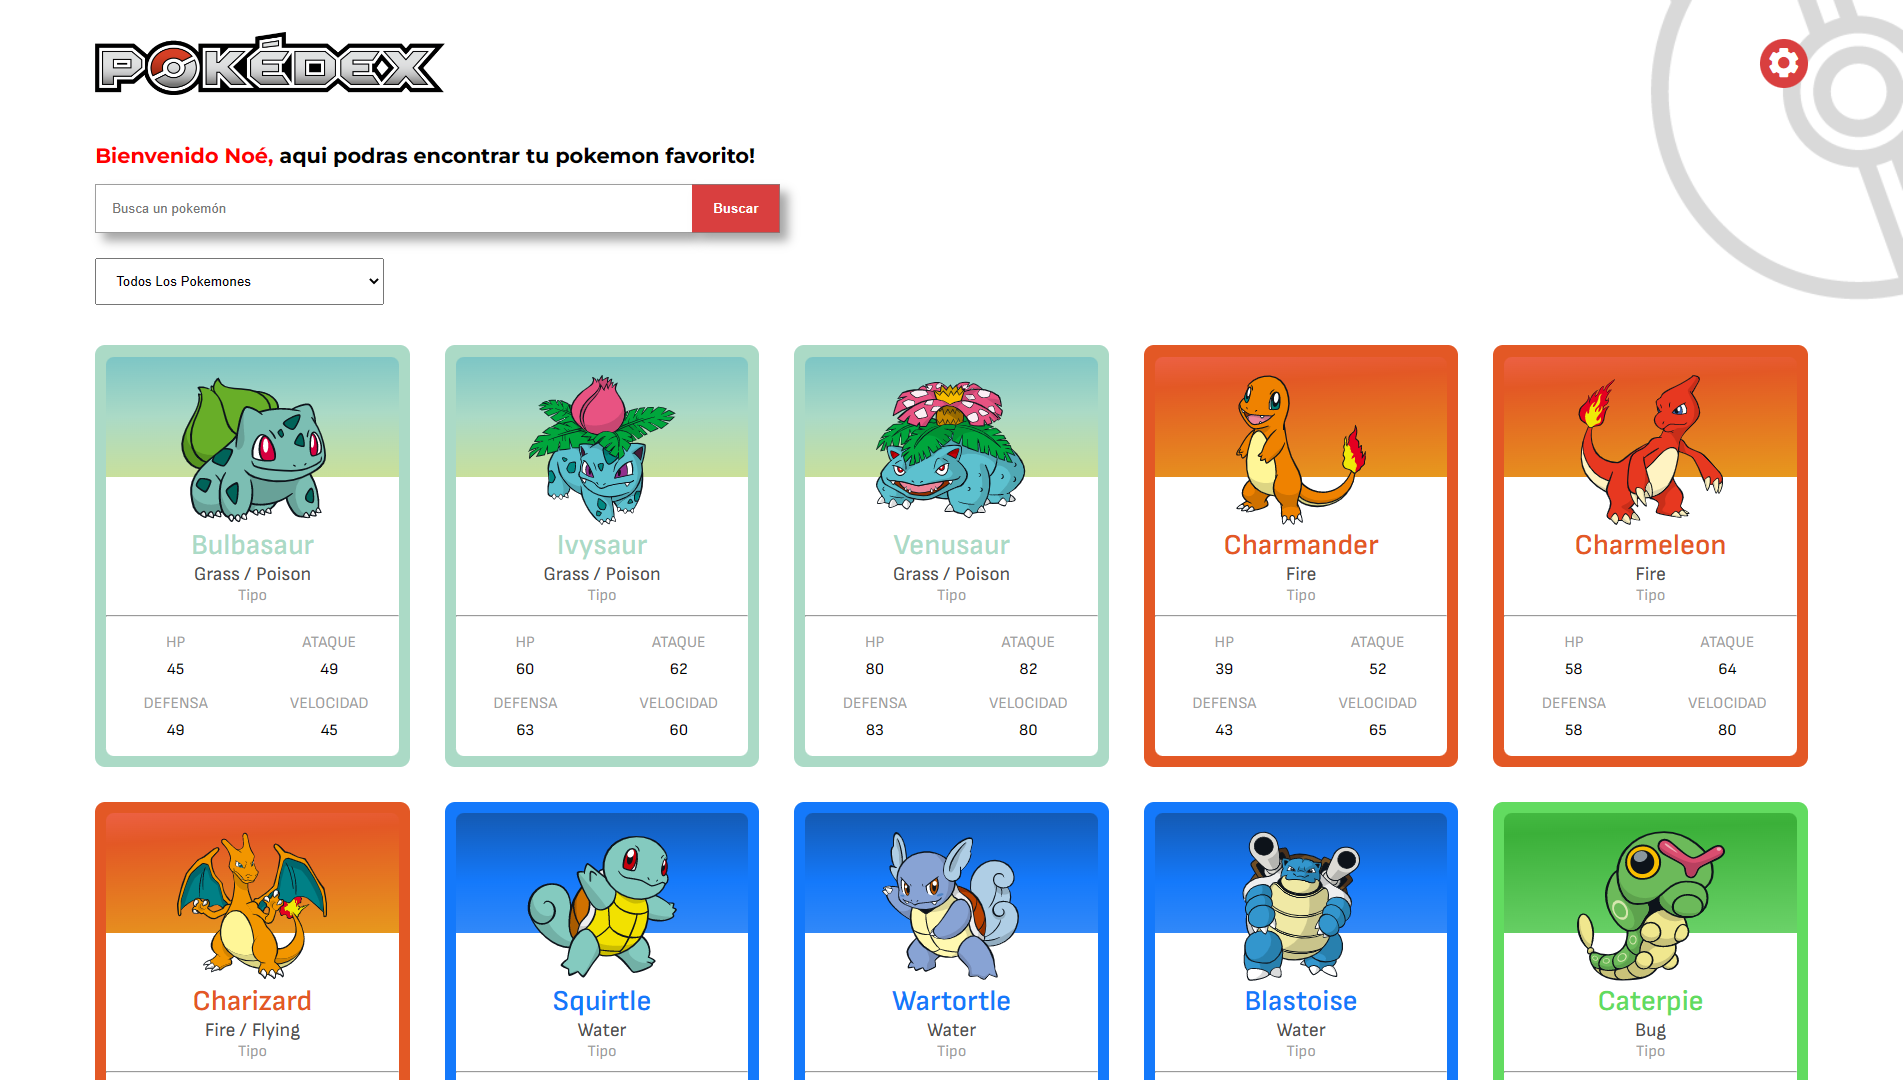 POKÉDEX
Bienvenido Noé, aqui podras encontrar tu pokemon favorito!
Busca un pokemón
Buscar
Todos Los Pokemones
Bulbasaur
Grass / Poison
Tipo
HP
ATAQUE
45
49
DEFENSA
VELOCIDAD
49
45
Ivysaur
Grass / Poison
Tipo
HP
ATAQUE
60
62
DEFENSA
VELOCIDAD
63
60
Venusaur
Grass / Poison
Tipo
HP
ATAQUE
80
82
DEFENSA
VELOCIDAD
83
80
Charmander
Fire
Tipo
HP
ATAQUE
39
52
DEFENSA
VELOCIDAD
43
65
Charmeleon
Fire
Tipo
HP
ATAQUE
58
64
DEFENSA
VELOCIDAD
58
80
Charizard
Fire / Flying
Tipo
Squirtle
Water
Tipo
Wartortle
Water
Tipo
Blastoise
Water
Tipo
Caterpie
Bug
Tipo